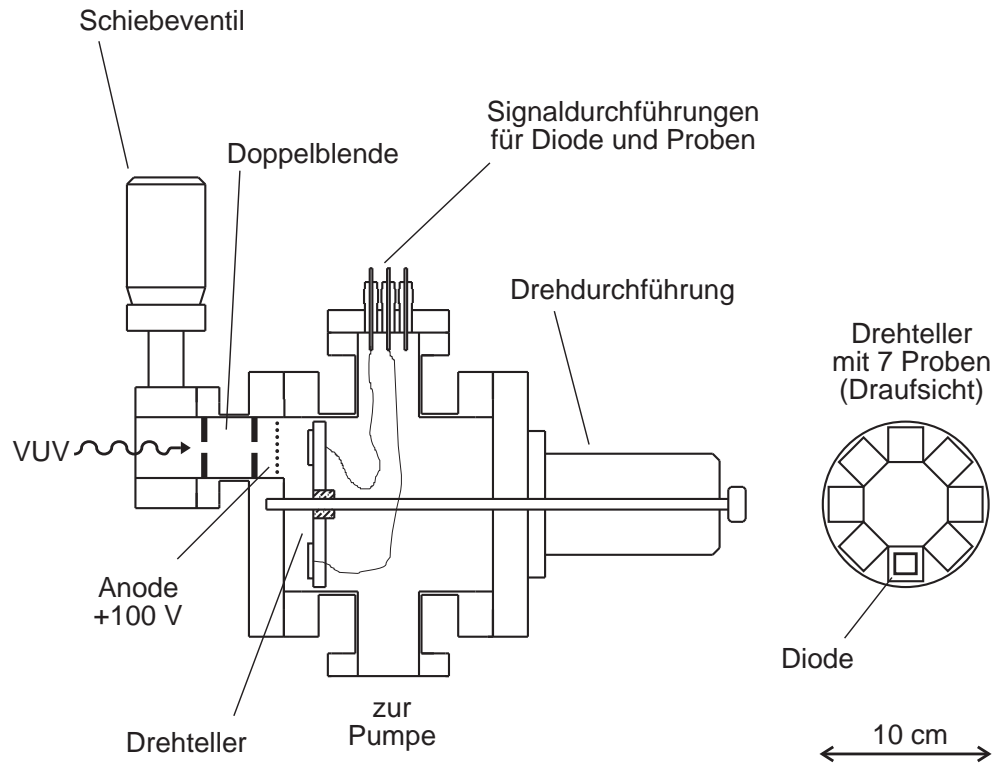 Schiebeventil
Doppelblende
Signaldurchführungen
für Diode und Proben
Drehdurchführung
Drehteller
mit 7 Proben
(Draufsicht)
VUV
Anode
+100 V
Drehteller
zur
Pumpe
Diode
10 cm